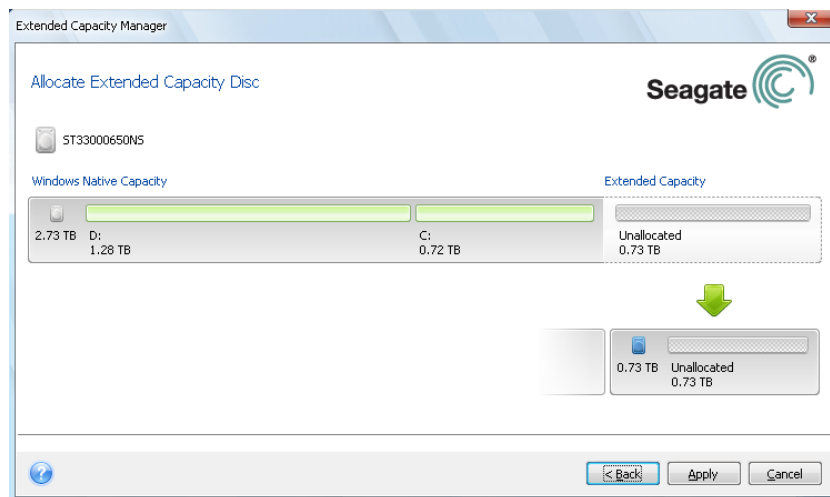 Extended Capacity Manager
x
Allocate Extended Capacity Disc
Seagate ®
ST33000650NS
Windows Native Capacity
Extended Capacity
2.73 TB
D:
1.28 TB
C:
0.72 TB
Unallocated
0.73 TB
0.73 TB
Unallocated
0.73 TB
?
< Back
Apply
Cancel